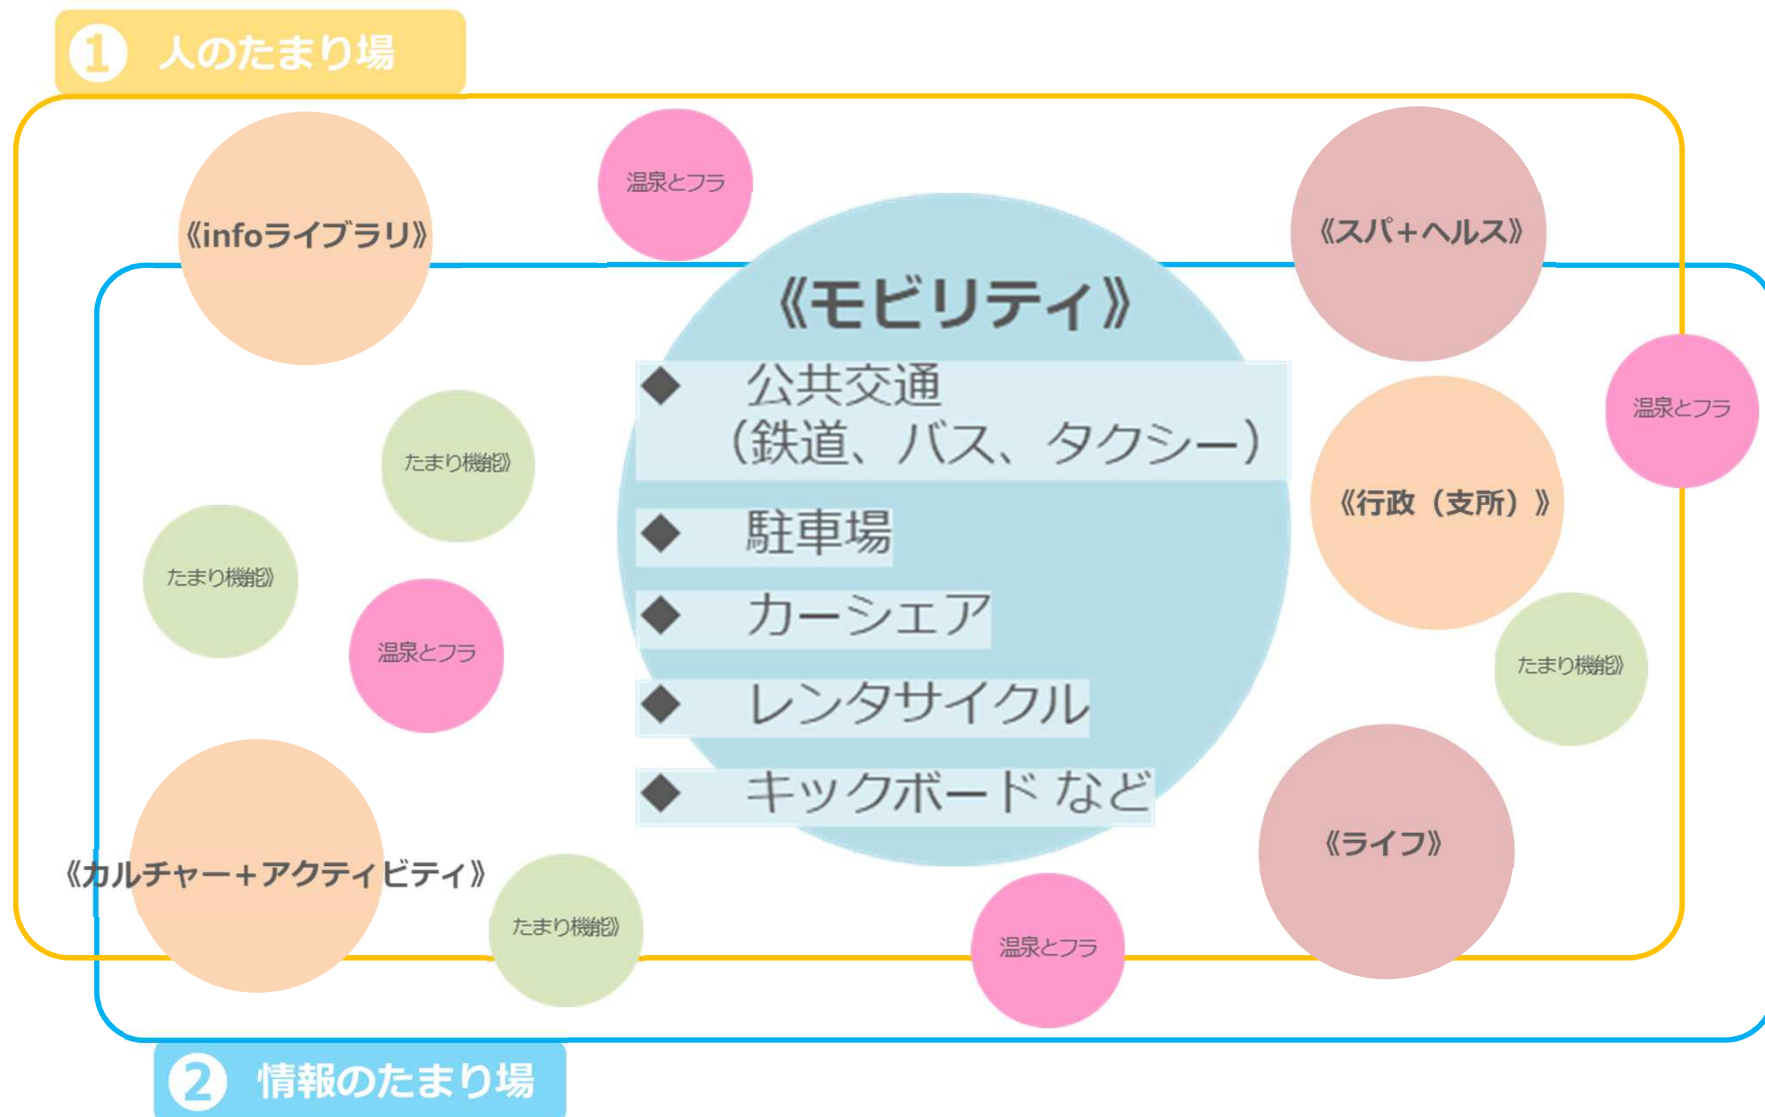 1 人のたまり場
温泉とフラ
《infoライブラリ》
《スパ+ヘルス》
《モビリティ》
◆ 公共交通
（鉄道、バス、タクシー）
◆ 駐車場
◆ カーシェア
◆ レンタサイクル
◆ キックボード など
温泉とフラ
たまり機能》
《行政（支所）》
たまり機能》
温泉とフラ
たまり機能》
《ライフ》
《カルチャー+アクティビティ》
たまり機能》
温泉とフラ
2 情報のたまり場